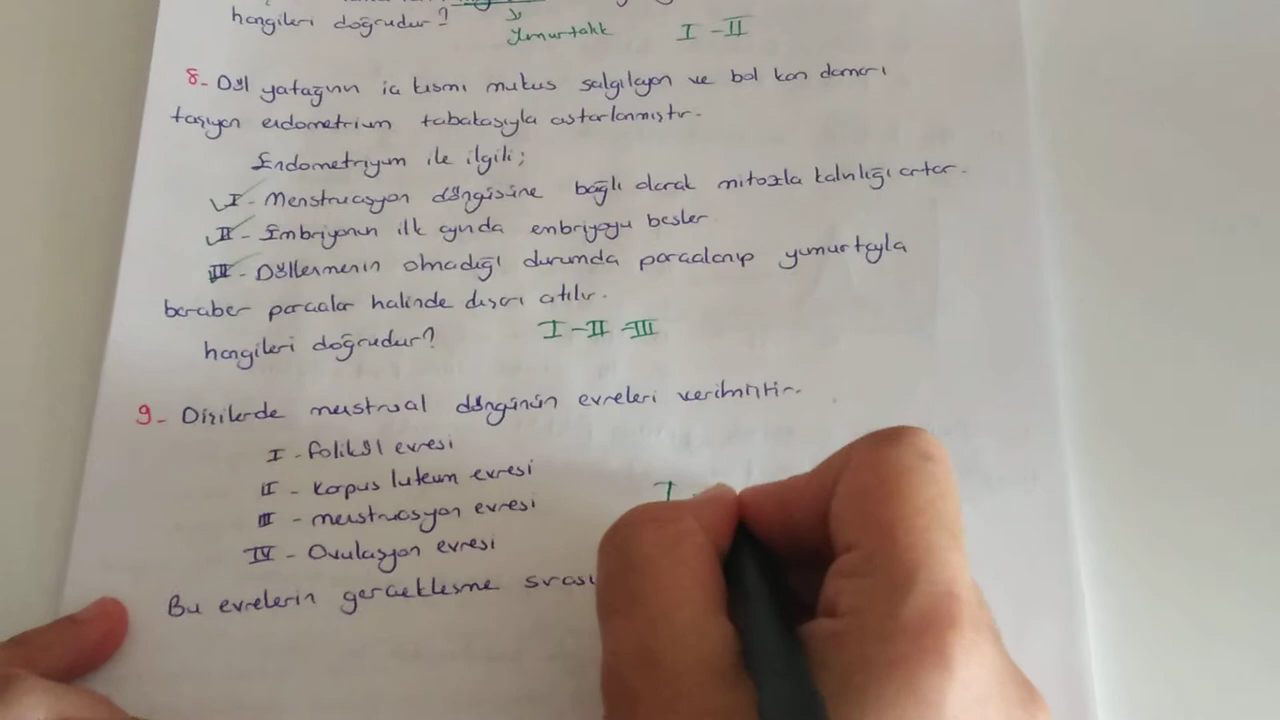 hangileri doğrudur?
Yumurtalık I - II
8- Döl yatağının iç kısmı mukus salgılayan ve bol kan damarı
taşıyan endometrium tabakasıyla astarlanmıştır.
Endometriyum ile ilgili;
I - Menstruasyon döngüsüne bağlı olarak mitozla kalınlığı artar.
II - Embriyonun ilk ayında embriyoyu besler
III - Döllenmenin olmadığı durumda parçalanıp yumurtayla
beraber parçalar halinde dışarı atılır.
hangileri doğrudur? I - II - III
9- Dişilerde menstrual döngünün evreleri verilmiştir.
I - folikül evresi
II - Korpus luteum evresi
III - menstruasyon evresi
IV - Ovulasyon evresi
I -
Bu evrelerin gerçekleşme sırası